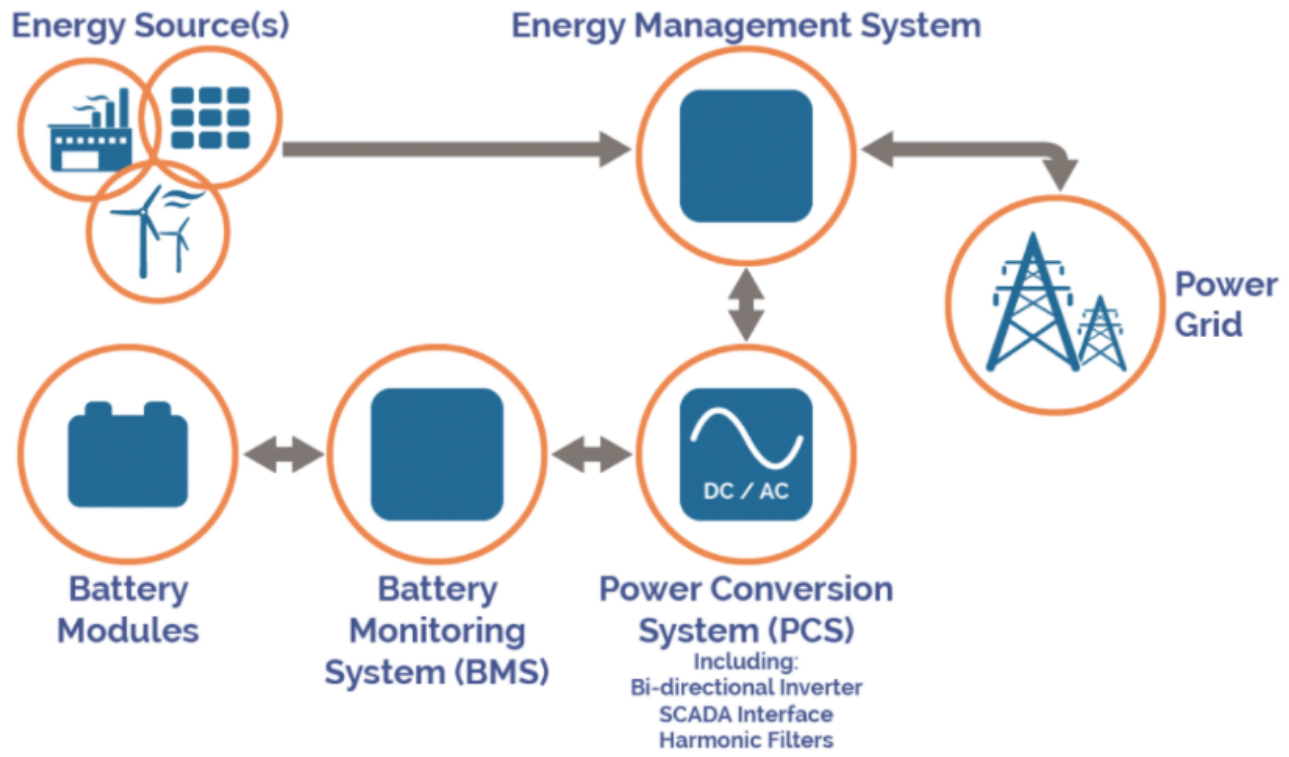 Energy Source(s)
Energy Management System
Power
Grid
DC / AC
Battery
Modules
Battery
Monitoring
System (BMS)
Power Conversion
System (PCS)
Including:
Bi-directional Inverter
SCADA Interface
Harmonic Filters